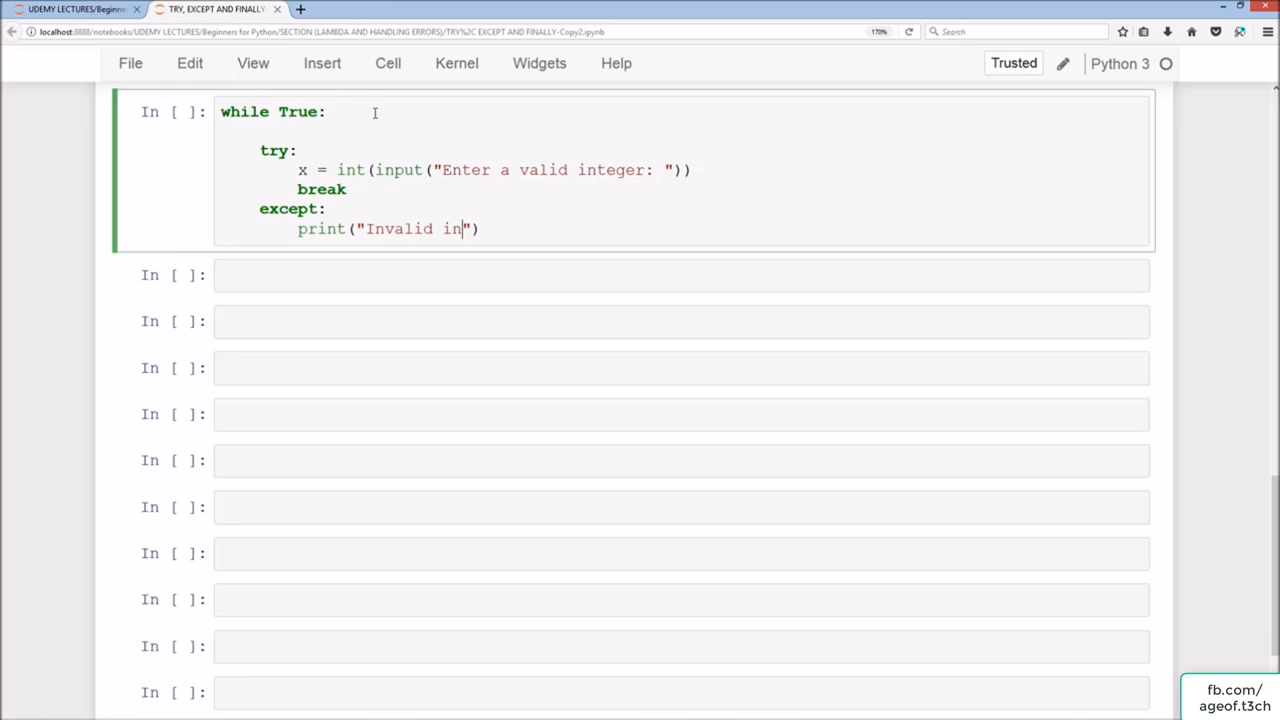 UDEMY LECTURES/Beginner
TRY, EXCEPT AND FINALLY-
localhost:8888/notebooks/UDEMY LECTURES/Beginners for Python/SECTION (LAMBDA AND HANDLING ERRORS)/TRY%2C EXCEPT AND FINALLY-Copy2.ipynb
170%
Search
File Edit View Insert Cell Kernel Widgets Help Trusted Python 3
In [ ]: while True:
try:
x = int(input("Enter a valid integer: "))
break
except:
print("Invalid in")
In [ ]:
In [ ]:
In [ ]:
In [ ]:
In [ ]:
In [ ]:
In [ ]:
In [ ]:
In [ ]:
In [ ]:
fb.com/
ageof.t3ch